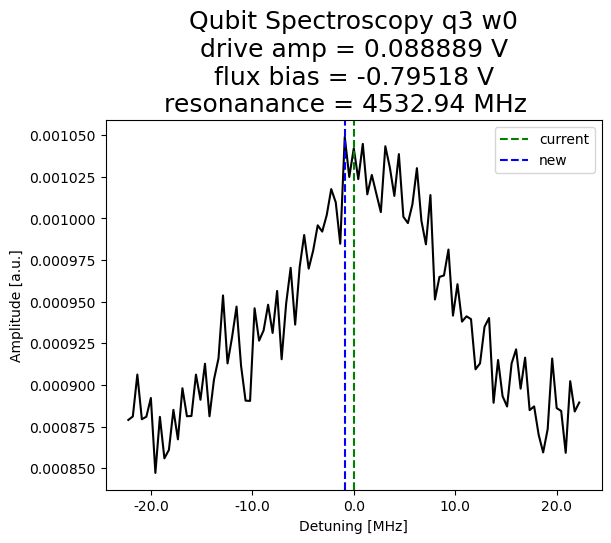 Qubit Spectroscopy q3 w0
drive amp = 0.088889 V
flux bias = -0.79518 V
resonanance = 4532.94 MHz
current
new
0.001050
0.001025
0.001000
0.000975
0.000950
0.000925
0.000900
0.000875
0.000850
Amplitude [a.u.]
-20.0 -10.0 0.0 10.0 20.0
Detuning [MHz]